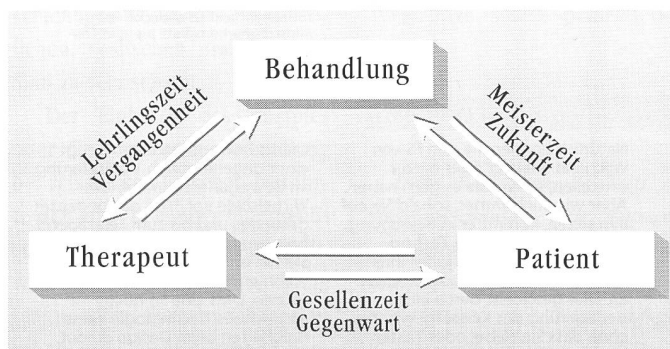 Behandlung
Lehrlingszeit
Vergangenheit
Meisterzeit
Zukunft
Therapeut
Patient
Gesellenzeit
Gegenwart